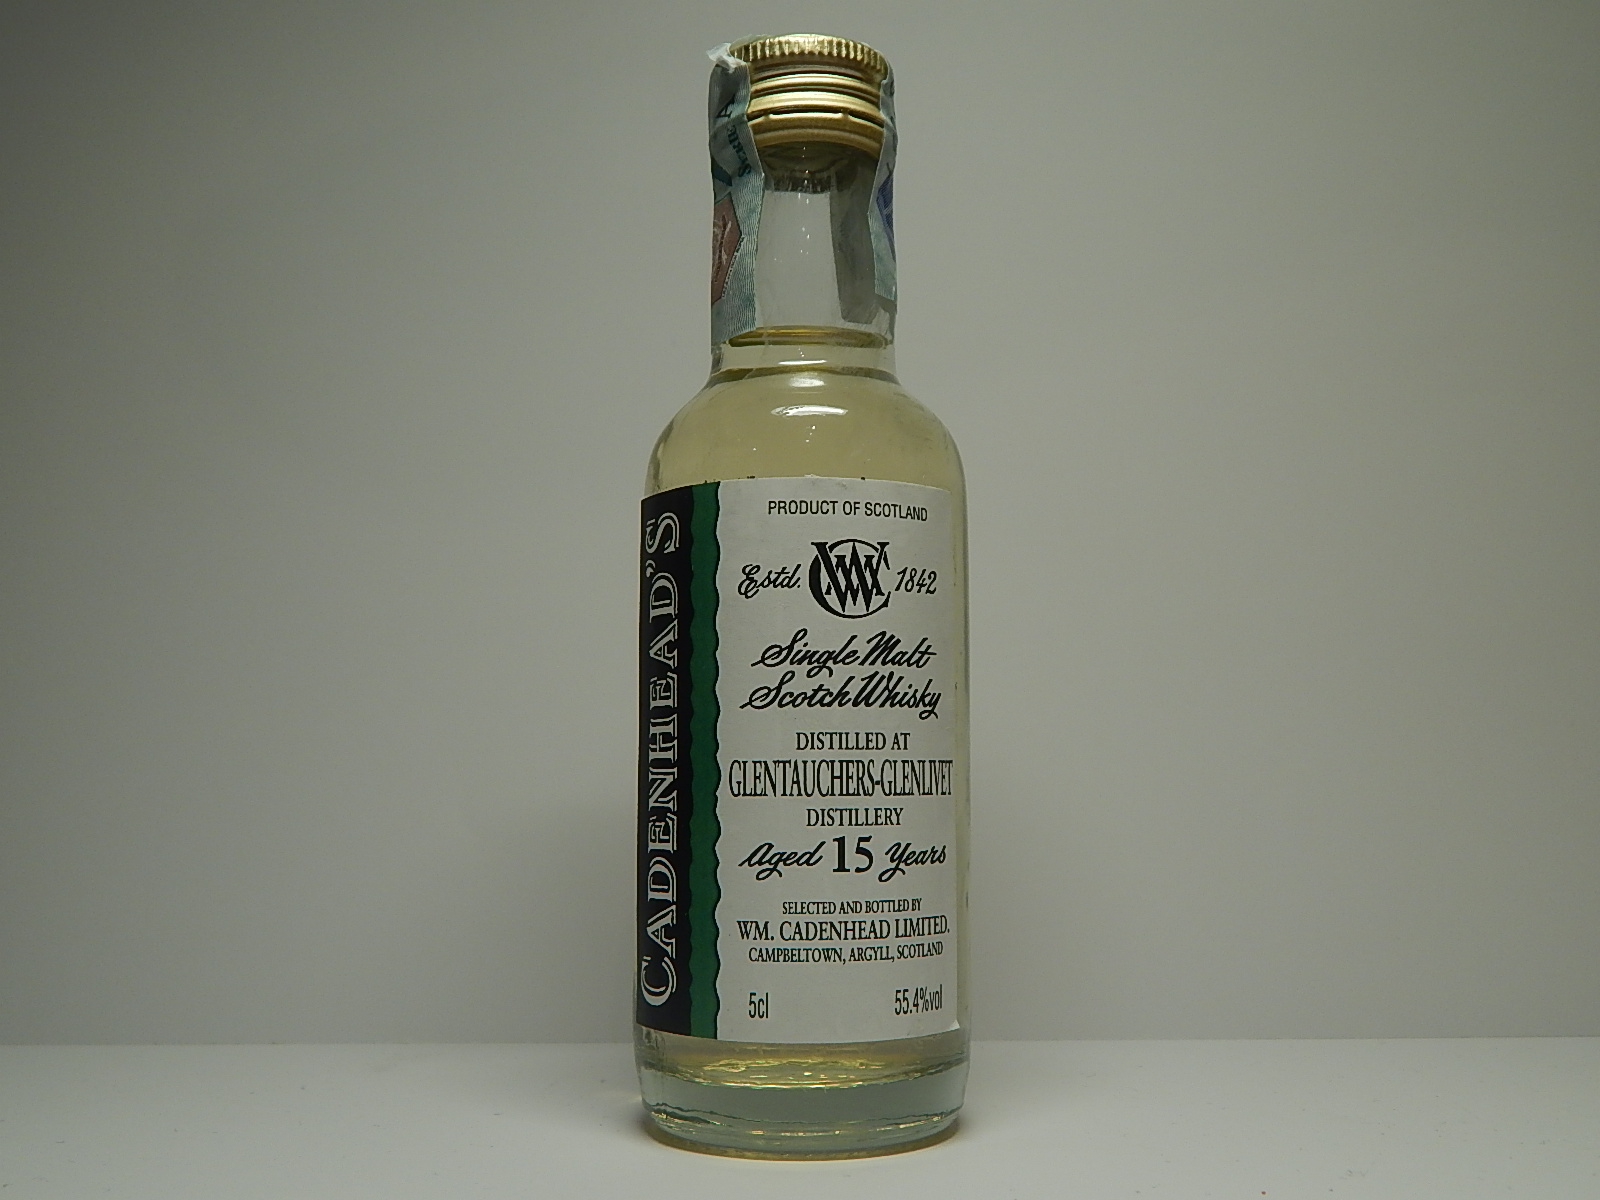 CADENHEAD'S
PRODUCT OF SCOTLAND
Estd. WC 1842
Single Malt
Scotch Whisky
DISTILLED AT
GLENTAUCHERS-GLENLIVET
DISTILLERY
Aged 15 Years
SELECTED AND BOTTLED BY
WM. CADENHEAD LIMITED.
CAMPBELTOWN, ARGYLL, SCOTLAND
5cl 55.4%vol